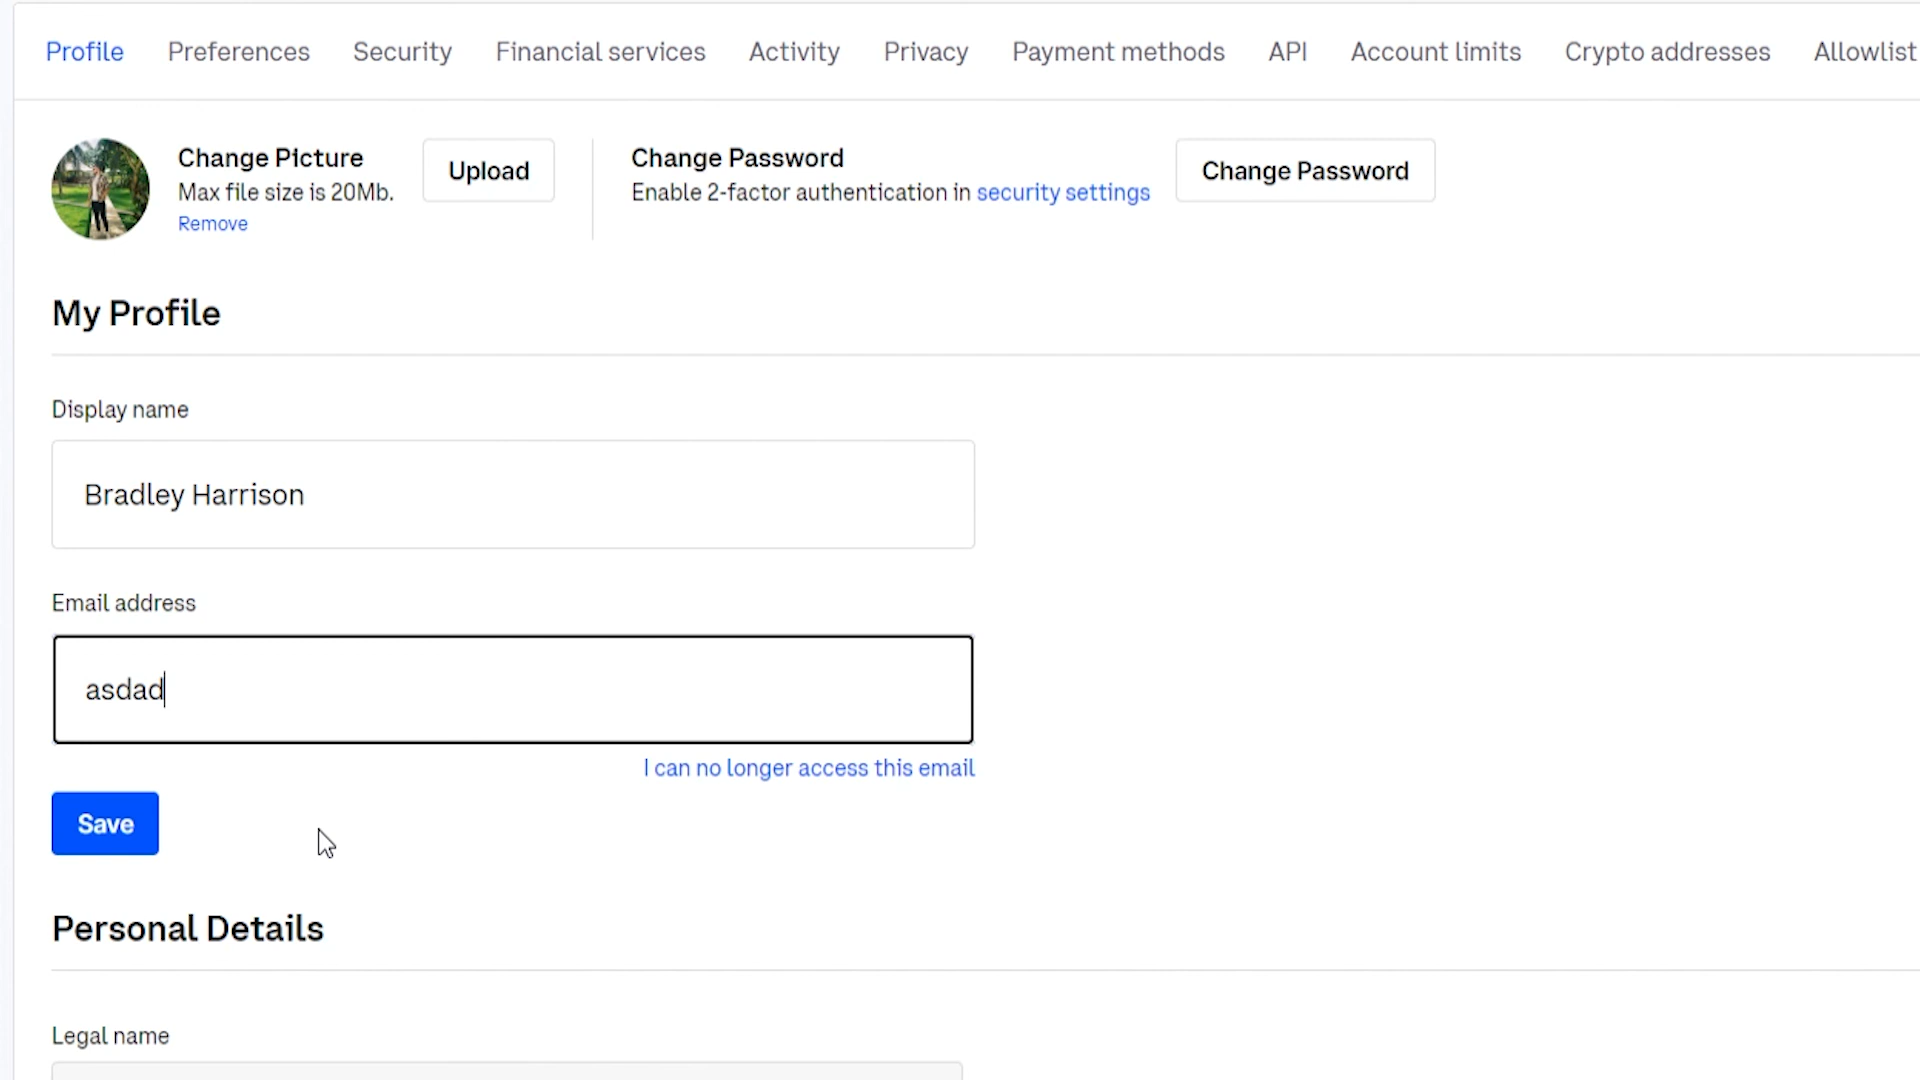 Profile Preferences Security Financial services Activity Privacy Payment methods API Account limits Crypto addresses Allowlist
Change Picture
Max file size is 20Mb.
Remove
Upload
Change Password
Enable 2-factor authentication in security settings
Change Password
My Profile
Display name
Bradley Harrison
Email address
asdad
I can no longer access this email
Save
Personal Details
Legal name